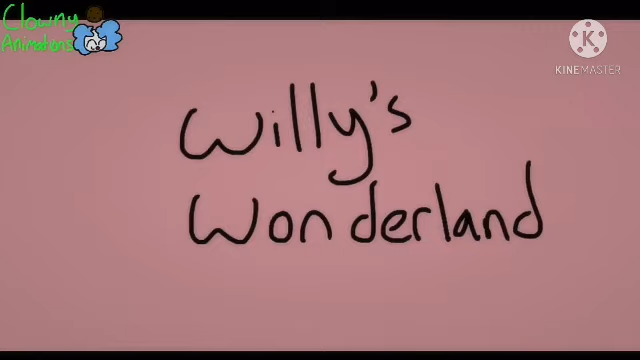 Clowny
Animations
KINEMASTER
Willy's
Wonderland